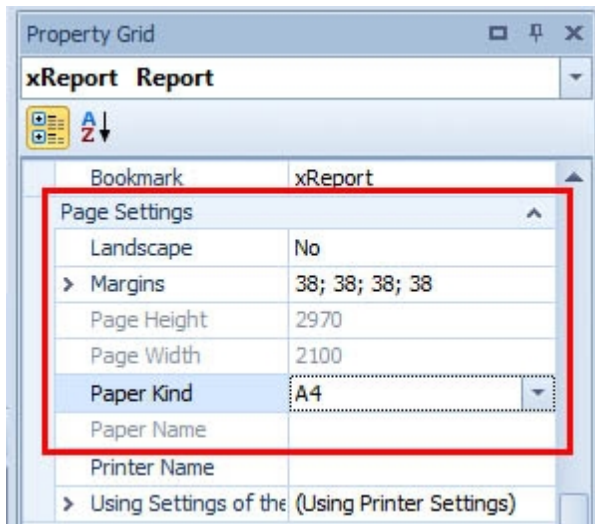 Property Grid
xReport Report
A
Z
Bookmark xReport
Page Settings
Landscape No
Margins 38; 38; 38; 38
Page Height 2970
Page Width 2100
Paper Kind A4
Paper Name
Printer Name
Using Settings of the (Using Printer Settings)